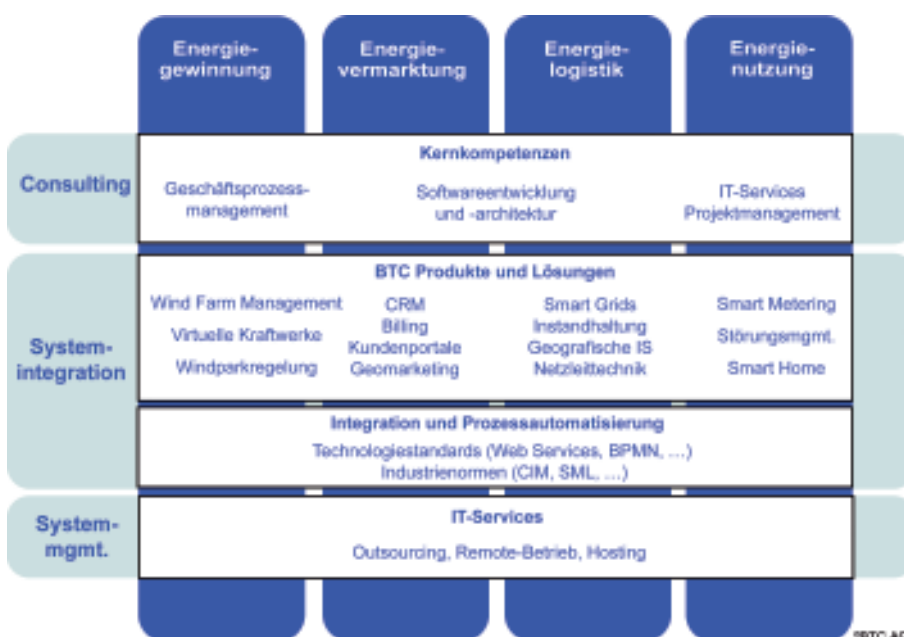 Energie-
gewinnung
Energie-
vermarktung
Energie-
logistik
Energie-
nutzung
Consulting
Kernkompetenzen
Geschäftsprozess-
management
Softwareentwicklung
und -architektur
IT-Services
Projektmanagement
System-
integration
BTC Produkte und Lösungen
Wind Farm Management
Virtuelle Kraftwerke
Windparkregelung
CRM
Billing
Kundenportale
Geomarketing
Smart Grids
Instandhaltung
Geografische IS
Netzleittechnik
Smart Metering
Störungsmgmt.
Smart Home
Integration und Prozessautomatisierung
Technologiestandards (Web Services, BPMN, ...)
Industrienormen (CIM, SML, ...)
System-
mgmt.
IT-Services
Outsourcing, Remote-Betrieb, Hosting